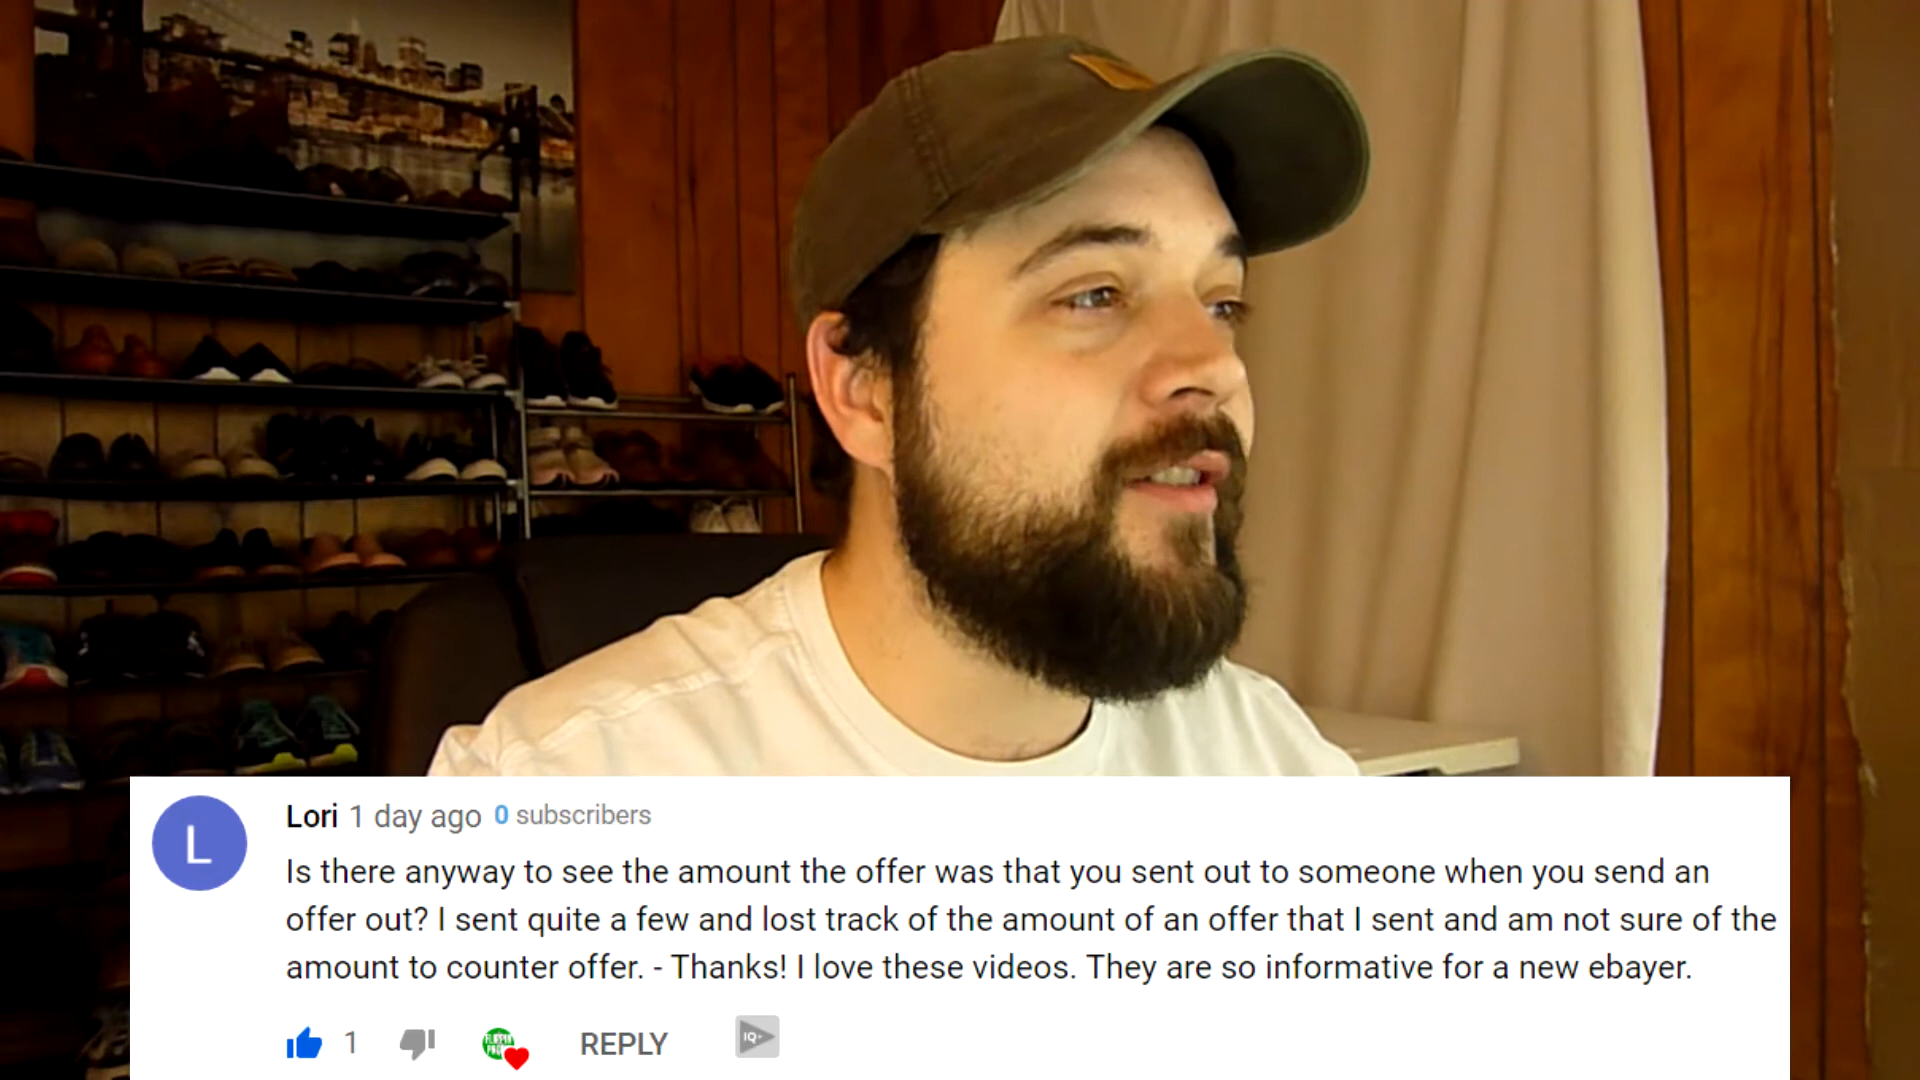 L
Lori 1 day ago 0 subscribers
Is there anyway to see the amount the offer was that you sent out to someone when you send an
offer out? I sent quite a few and lost track of the amount of an offer that I sent and am not sure of the
amount to counter offer. - Thanks! I love these videos. They are so informative for a new ebayer.
1 REPLY IQ+